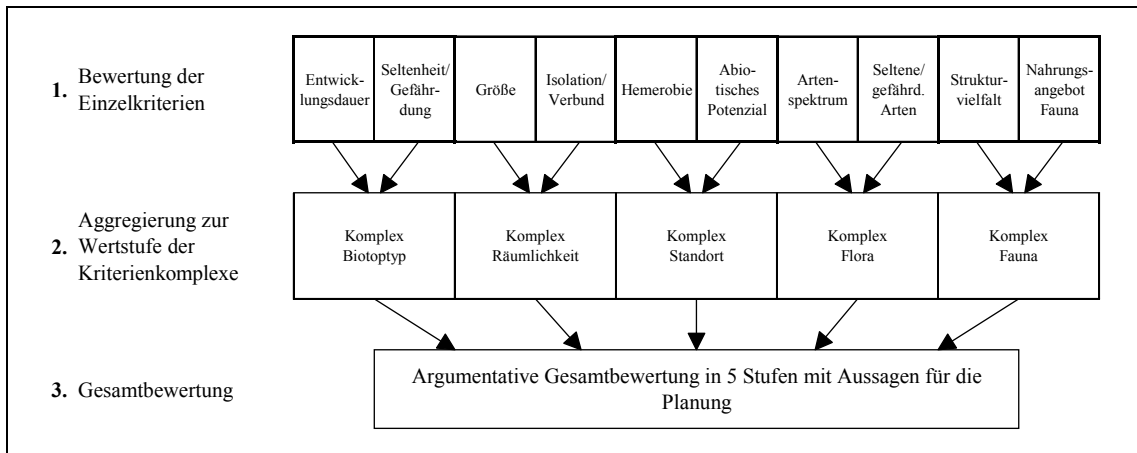 1. Bewertung der
Einzelkriterien
Entwick-
lungsdauer
Seltenheit/
Gefähr-
dung
Größe
Isolation/
Verbund
Hemerobie
Abio-
tisches
Potenzial
Arten-
spektrum
Seltene/
gefährd.
Arten
Struktur-
vielfalt
Nahrungs-
angebot
Fauna
2. Aggregierung zur
Wertstufe der
Kriterienkomplexe
Komplex
Biotoptyp
Komplex
Räumlichkeit
Komplex
Standort
Komplex
Flora
Komplex
Fauna
3. Gesamtbewertung
Argumentative Gesamtbewertung in 5 Stufen mit Aussagen für die
Planung